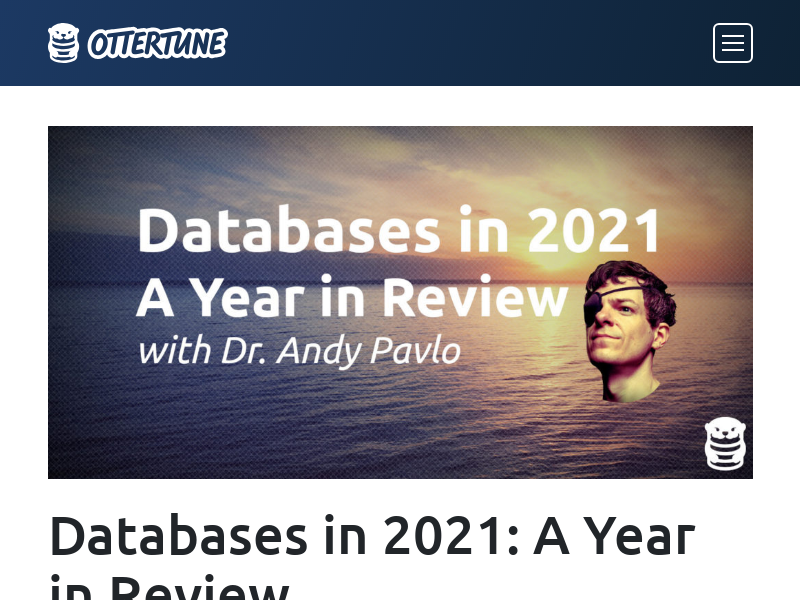 OTTERTUNE
Databases in 2021
A Year in Review
with Dr. Andy Pavlo
Databases in 2021: A Year
in Review